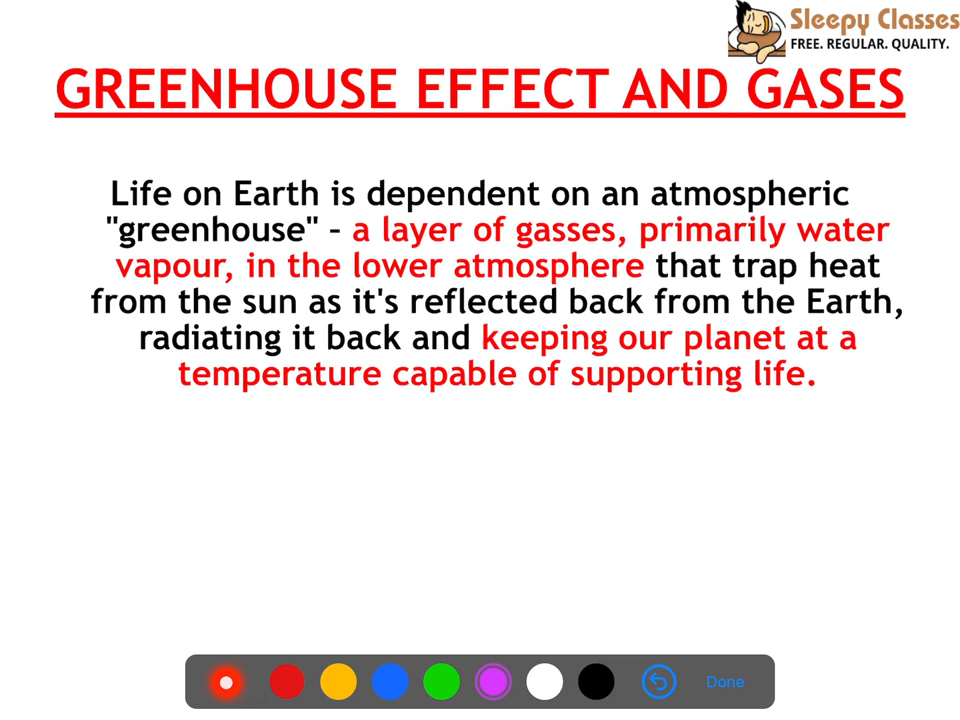 Sleepy Classes
FREE. REGULAR. QUALITY.
GREENHOUSE EFFECT AND GASES
Life on Earth is dependent on an atmospheric
"greenhouse" – a layer of gasses, primarily water
vapour, in the lower atmosphere that trap heat
from the sun as it's reflected back from the Earth,
radiating it back and keeping our planet at a
temperature capable of supporting life.
Done